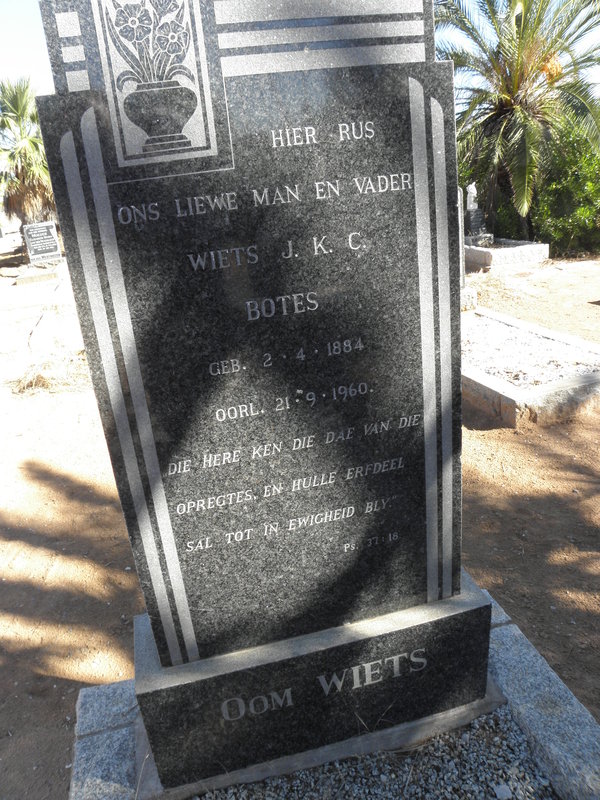 HIER RUS
ONS LIEWE MAN EN VADER
WIETS J. K. C.
BOTES
GEB. 2·4·1884
OORL. 21·9·1960.
DIE HERE KEN DIE DAE VAN DIE
OPREGTES, EN HULLE ERFDEEL
SAL TOT IN EWIGHEID BLY."
Ps. 37:18
OOM WIETS